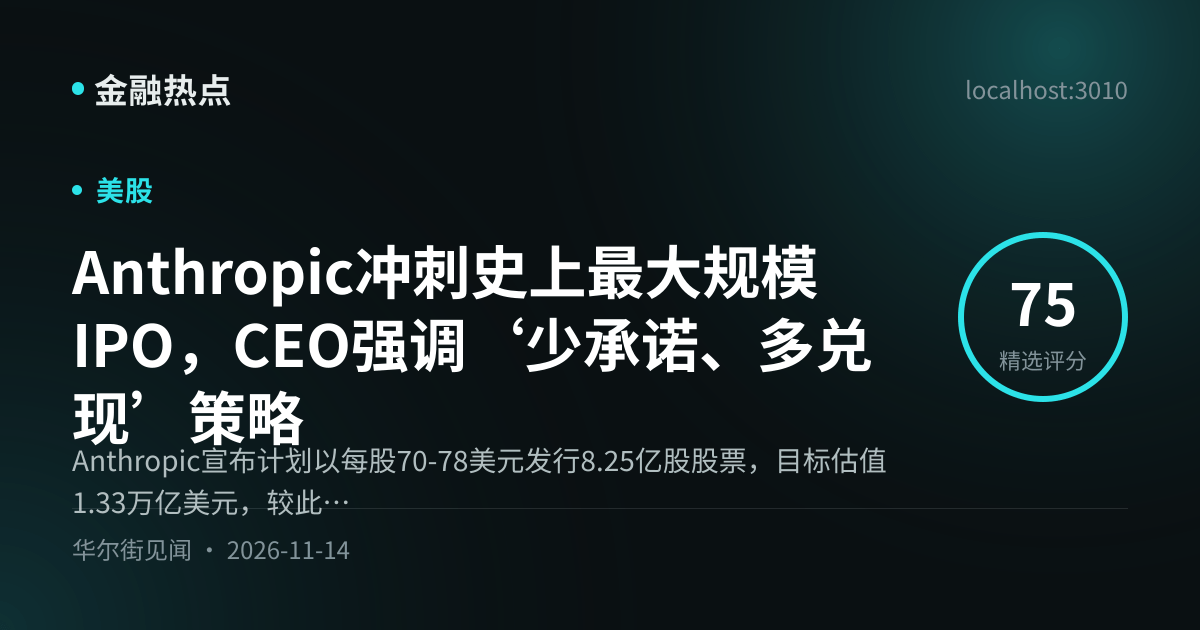 金融热点
localhost:3010
美股
Anthropic冲刺史上最大规模
IPO，CEO强调‘少承诺、多兑
现’策略
75
精选评分
Anthropic宣布计划以每股70-78美元发行8.25亿股股票，目标估值
1.33万亿美元，较此…
华尔街见闻 · 2026-11-14